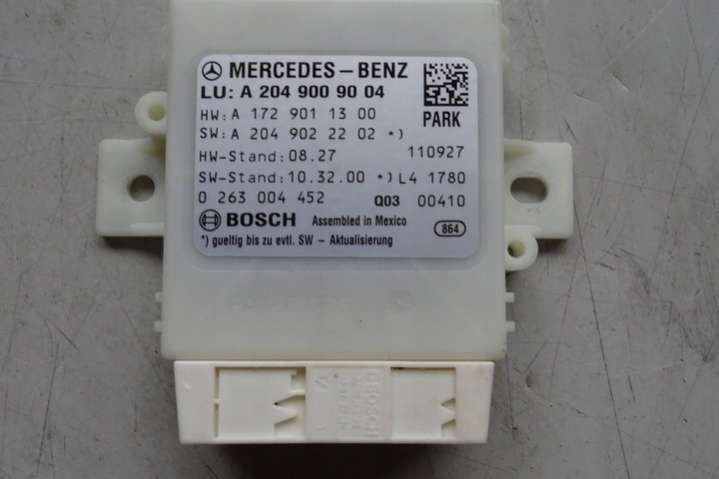 MERCEDES-BENZ
LU: A 204 900 90 04
PARK
HW: A 172 901 13 00
SW: A 204 902 22 02 *)
HW-Stand: 08.27 110927
SW-Stand: 10.32.00 *) L4 1780
0 263 004 452 Q03 00410
BOSCH Assembled in Mexico 864
*) gueltig bis zu evtl. SW - Aktualisierung